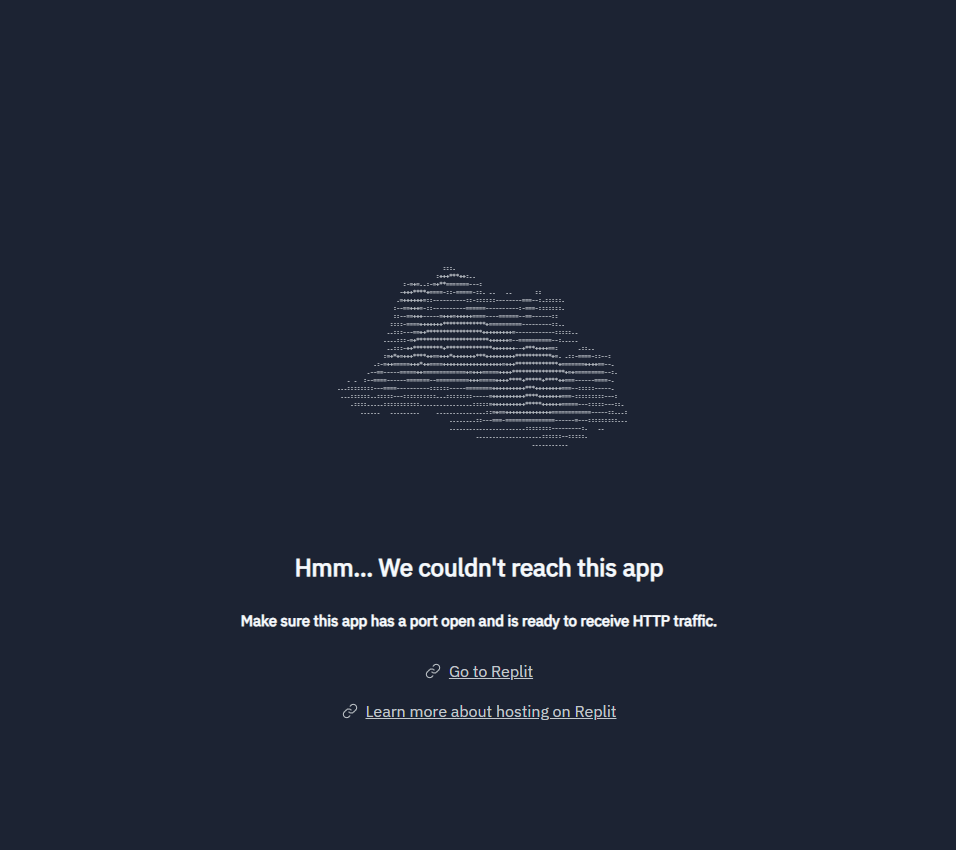 Hmm... We couldn't reach this app
Make sure this app has a port open and is ready to receive HTTP traffic.
Go to Replit
Learn more about hosting on Replit